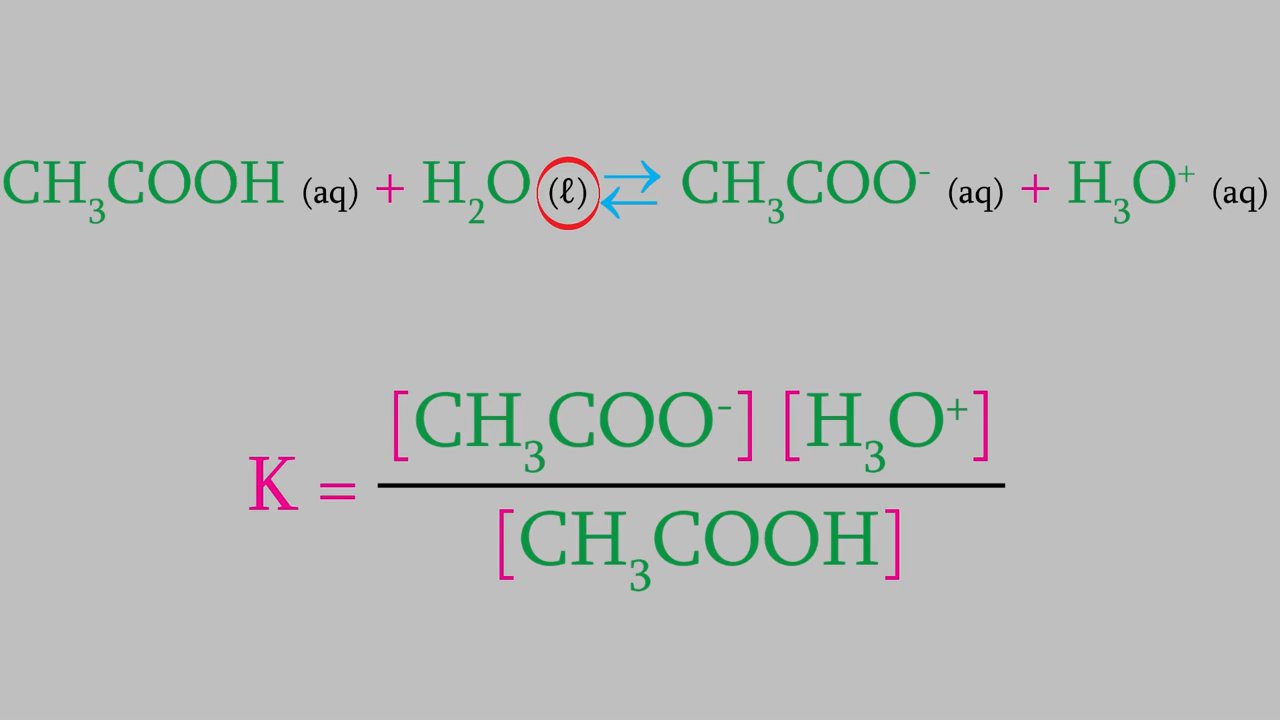 CH₃COOH (aq) + H₂O (ℓ) ⇄ CH₃COO⁻ (aq) + H₃O⁺ (aq)
[CH₃COO⁻] [H₃O⁺]
K =
[CH₃COOH]